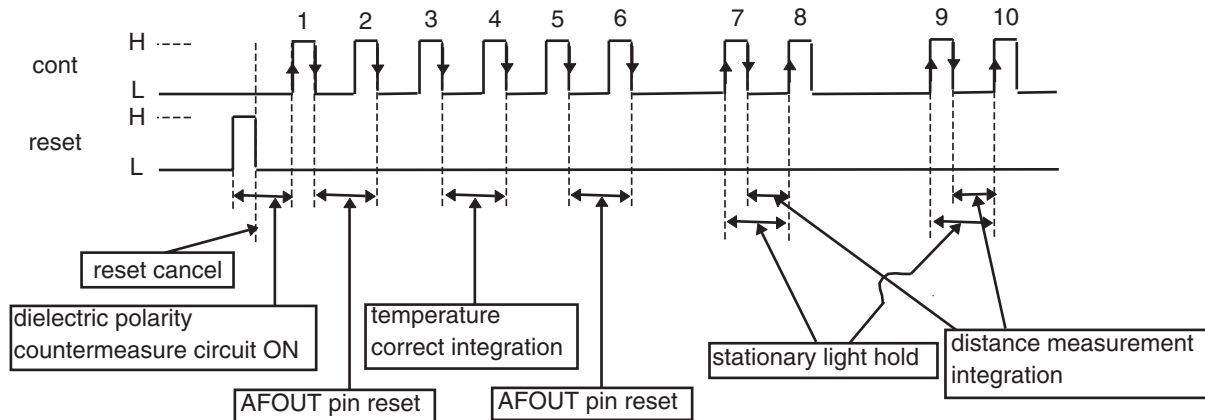 1 2 3 4 5 6 7 8 9 10
H
cont
L
H
reset
L
reset cancel
dielectric polarity
countermeasure circuit ON
temperature
correct integration
stationary light hold
distance measurement
integration
AFOUT pin reset
AFOUT pin reset